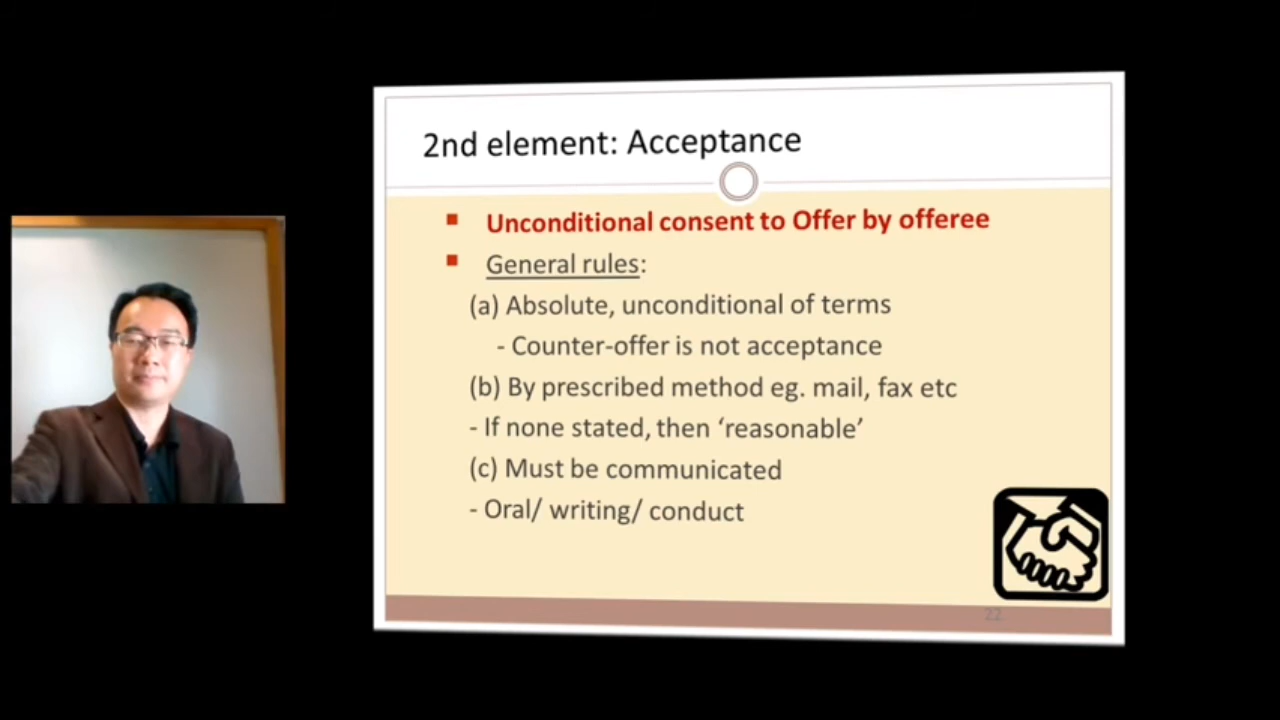 2nd element: Acceptance
Unconditional consent to Offer by offeree
General rules:
(a) Absolute, unconditional of terms
- Counter-offer is not acceptance
(b) By prescribed method eg. mail, fax etc
- If none stated, then ‘reasonable’
(c) Must be communicated
- Oral/ writing/ conduct
22